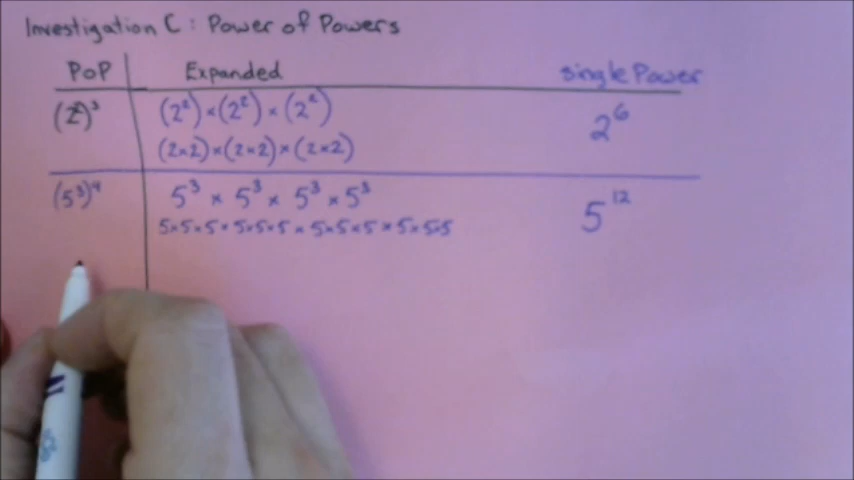 Investigation C: Power of Powers
PoP Expanded single Power
(2²)³ (2²)×(2²)×(2²) 2⁶
(2×2)×(2×2)×(2×2)
(5³)⁴ 5³ × 5³ × 5³ × 5³ 5¹²
5×5×5×5×5×5×5×5×5×5×5×5